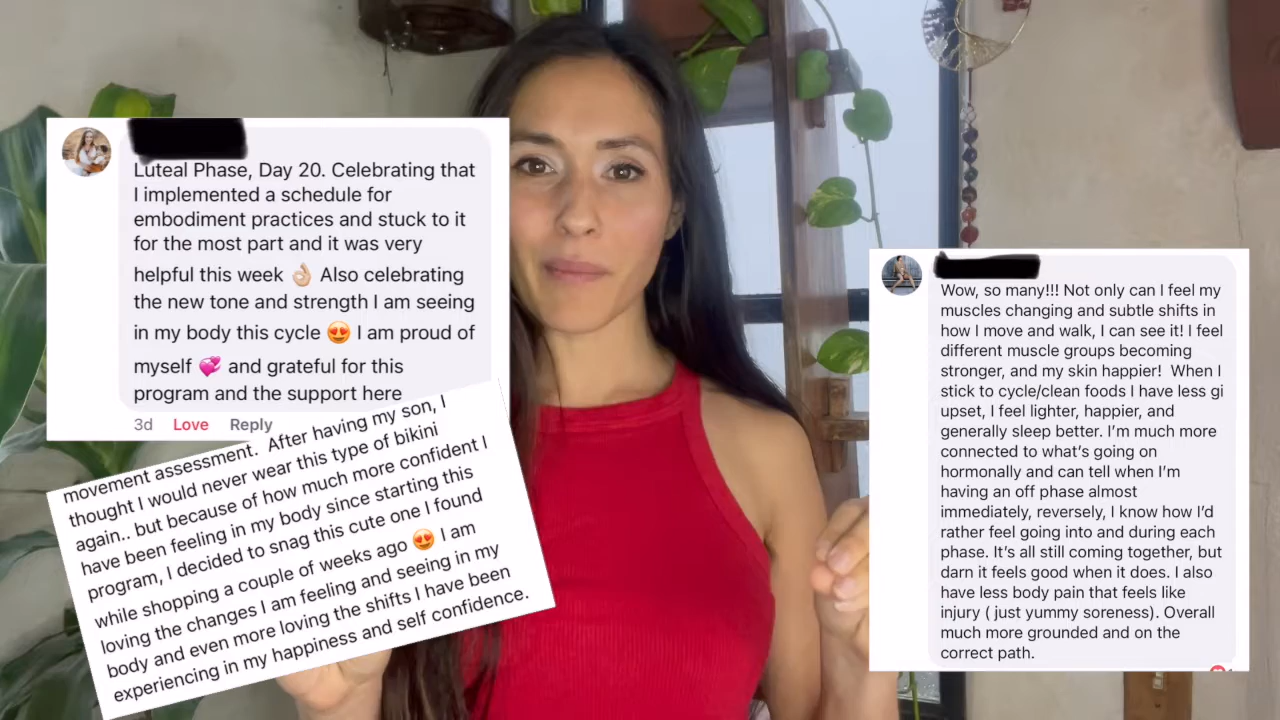 Luteal Phase, Day 20. Celebrating that
I implemented a schedule for
embodiment practices and stuck to it
for the most part and it was very
helpful this week 👌🏼 Also celebrating
the new tone and strength I am seeing
in my body this cycle 😍 I am proud of
myself 💞 and grateful for this
program and the support here
3d Love Reply
movement assessment. After having my son, I
thought I would never wear this type of bikini
again.. but because of how much more confident I
have been feeling in my body since starting this
program, I decided to snag this cute one I found
while shopping a couple of weeks ago 😍 I am
loving the changes I am feeling and seeing in my
body and even more loving the shifts I have been
experiencing in my happiness and self confidence.
Wow, so many!!! Not only can I feel my
muscles changing and subtle shifts in
how I move and walk, I can see it! I feel
different muscle groups becoming
stronger, and my skin happier! When I
stick to cycle/clean foods I have less gi
upset, I feel lighter, happier, and
generally sleep better. I'm much more
connected to what's going on
hormonally and can tell when I'm
having an off phase almost
immediately, reversely, I know how I'd
rather feel going into and during each
phase. It's all still coming together, but
darn it feels good when it does. I also
have less body pain that feels like
injury ( just yummy soreness). Overall
much more grounded and on the
correct path.